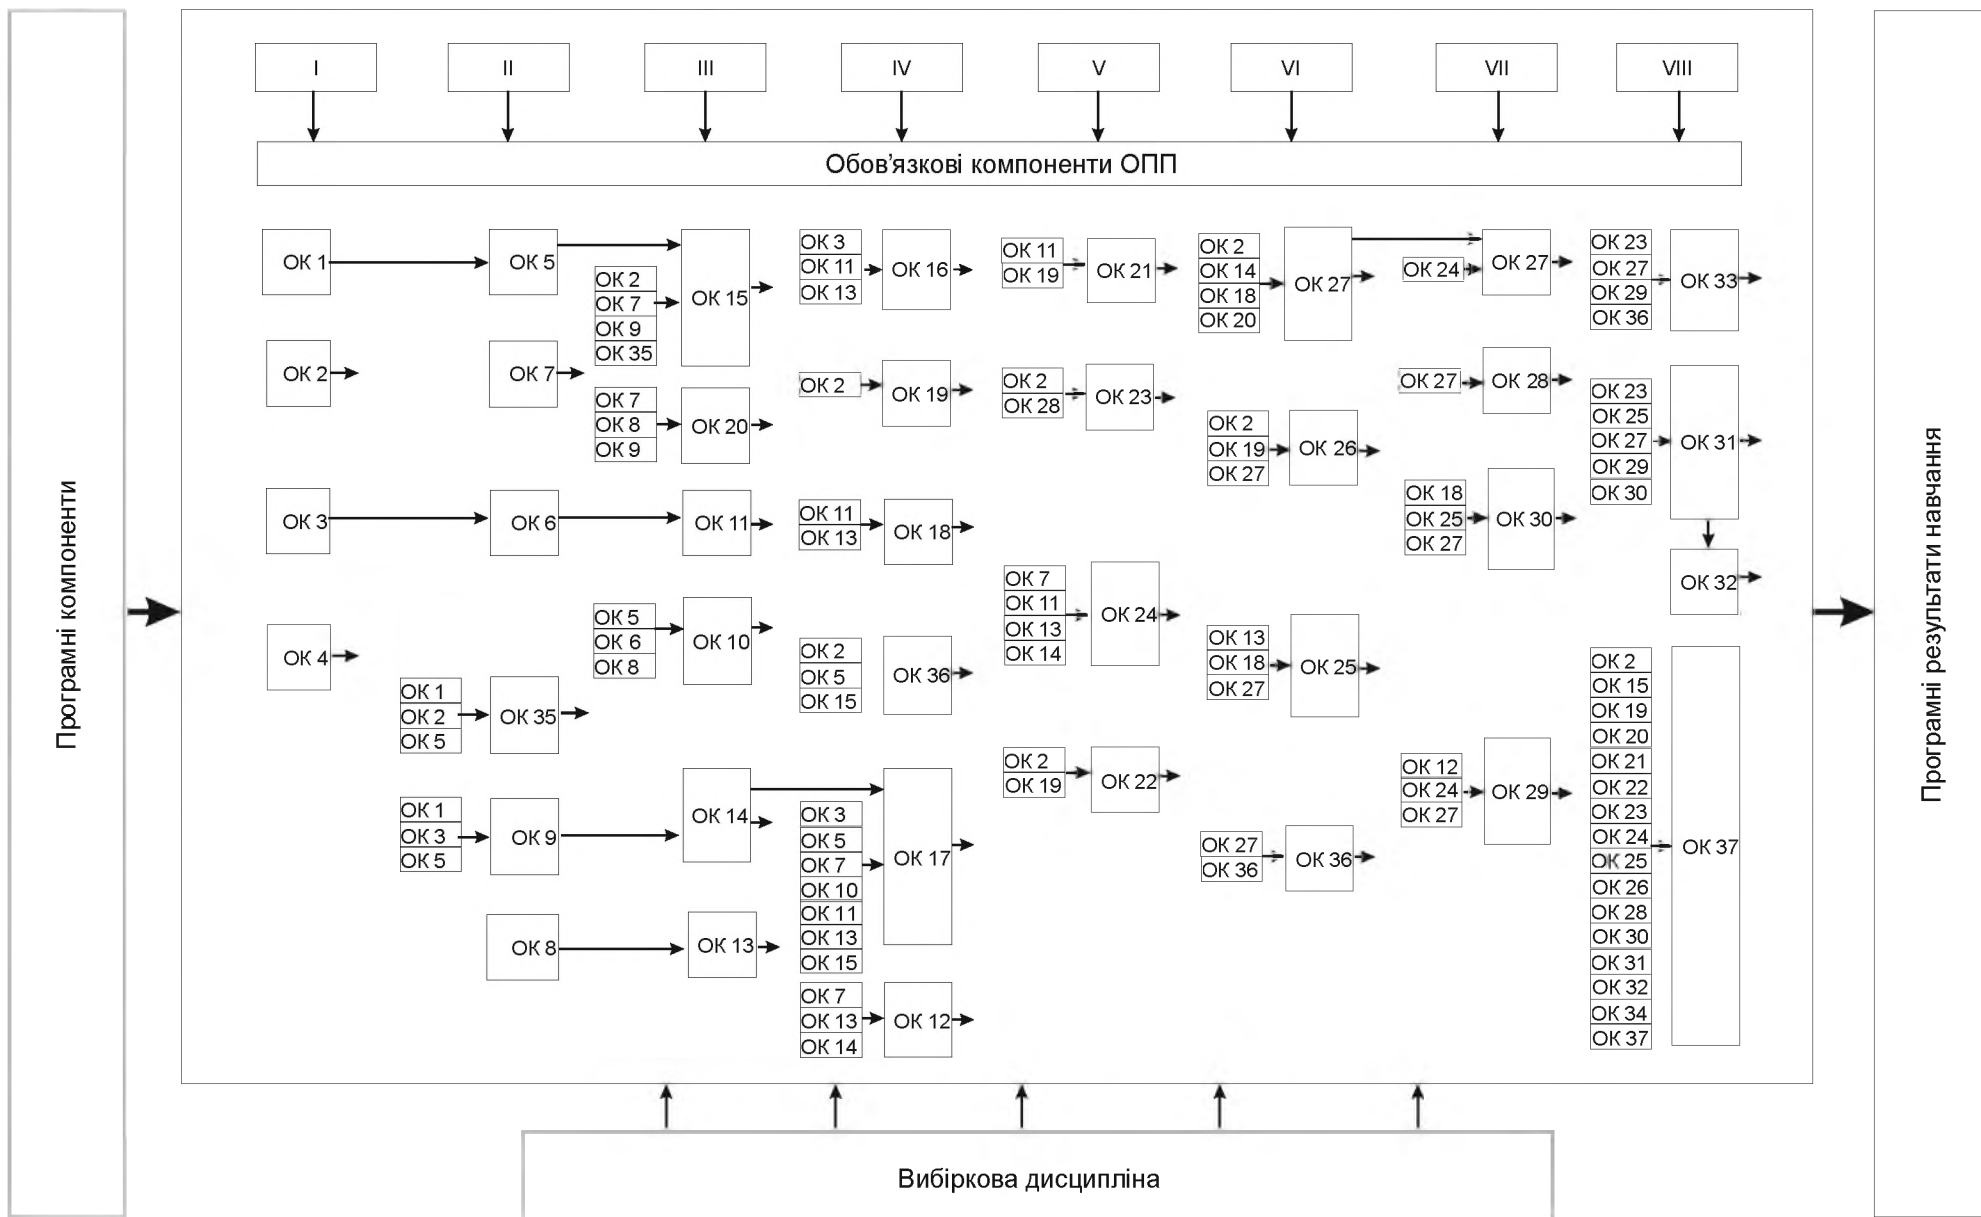 Програмні компоненти
I
II
III
IV
V
VI
VII
VIII
Обов'язкові компоненти ОПП
ОК 1
ОК 2
ОК 3
ОК 4
ОК 5
ОК 7
ОК 6
ОК 1
ОК 2
ОК 5
ОК 35
ОК 1
ОК 3
ОК 5
ОК 9
ОК 8
ОК 2
ОК 7
ОК 9
ОК 35
ОК 15
ОК 7
ОК 8
ОК 9
ОК 20
ОК 11
ОК 5
ОК 6
ОК 8
ОК 10
ОК 14
ОК 13
ОК 3
ОК 11
ОК 13
ОК 16
ОК 2
ОК 19
ОК 11
ОК 13
ОК 18
ОК 2
ОК 5
ОК 15
ОК 36
ОК 3
ОК 5
ОК 7
ОК 10
ОК 11
ОК 13
ОК 15
ОК 17
ОК 7
ОК 13
ОК 14
ОК 12
ОК 11
ОК 19
ОК 21
ОК 2
ОК 28
ОК 23
ОК 7
ОК 11
ОК 13
ОК 14
ОК 24
ОК 2
ОК 19
ОК 22
ОК 2
ОК 14
ОК 18
ОК 20
ОК 27
ОК 2
ОК 19
ОК 27
ОК 26
ОК 13
ОК 18
ОК 27
ОК 25
ОК 27
ОК 36
ОК 36
ОК 24
ОК 27
ОК 27
ОК 28
ОК 18
ОК 25
ОК 27
ОК 30
ОК 12
ОК 24
ОК 27
ОК 29
ОК 23
ОК 27
ОК 29
ОК 36
ОК 33
ОК 23
ОК 25
ОК 27
ОК 29
ОК 30
ОК 31
ОК 32
ОК 2
ОК 15
ОК 19
ОК 20
ОК 21
ОК 22
ОК 23
ОК 24
ОК 25
ОК 26
ОК 28
ОК 30
ОК 31
ОК 32
ОК 34
ОК 37
ОК 37
Вибіркова дисципліна
Програмні результати навчання